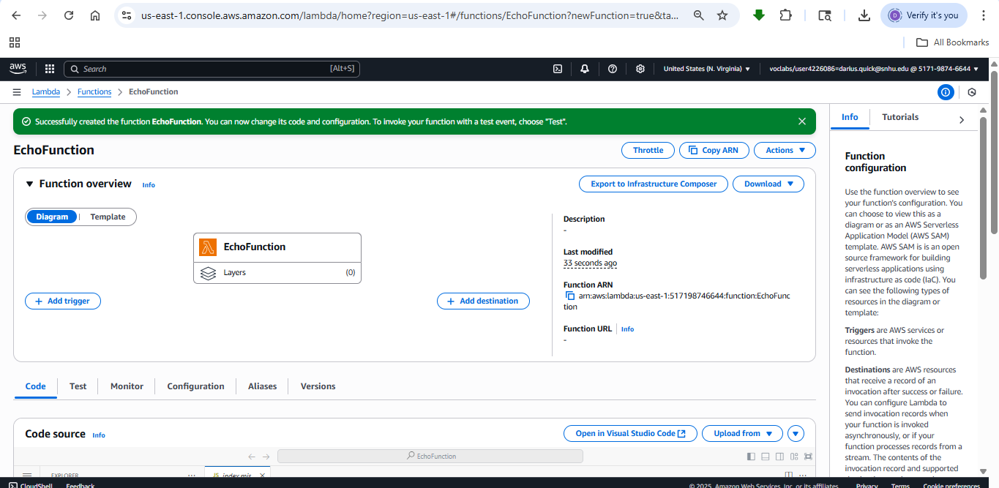 us-east-1.console.aws.amazon.com/lambda/home?region=us-east-1#/functions/EchoFunction?newFunction=true&ta...
D Verify it's you
All Bookmarks
aws Search [Alt+S] United States (N. Virginia) voclabs/user4226086=darius.quick@snhu.edu @ 5171-9874-6644
Lambda Functions EchoFunction
Successfully created the function EchoFunction. You can now change its code and configuration. To invoke your function with a test event, choose "Test".
EchoFunction
Throttle Copy ARN Actions
Function overview Info
Export to Infrastructure Composer Download
Diagram Template
EchoFunction
Layers (0)
+ Add trigger
+ Add destination
Description
-
Last modified
33 seconds ago
Function ARN
arn:aws:lambda:us-east-1:517198746644:function:EchoFunc
tion
Function URL Info
-
Code Test Monitor Configuration Aliases Versions
Code source Info
Open in Visual Studio Code Upload from
EchoFunction
EXPLORER ... JS index.mjs ...
Info Tutorials
Function
configuration
Use the function overview to see
your function's configuration. You
can choose to view this as a
diagram or as an AWS Serverless
Application Model (AWS SAM)
template. AWS SAM is is an open
source framework for building
serverless applications using
infrastructure as code (IaC). You
can see the following types of
resources in the diagram or
template:
Triggers are AWS services or
resources that invoke the
function.
Destinations are AWS resources
that receive a record of an
invocation after success or failure.
You can configure Lambda to
send invocation records when
your function is invoked
asynchronously, or if your
function processes records from a
stream. The contents of the
invocation record and supported
CloudShell Feedback © 2025, Amazon Web Services, Inc. or its affiliates. Privacy Terms Cookie preferences